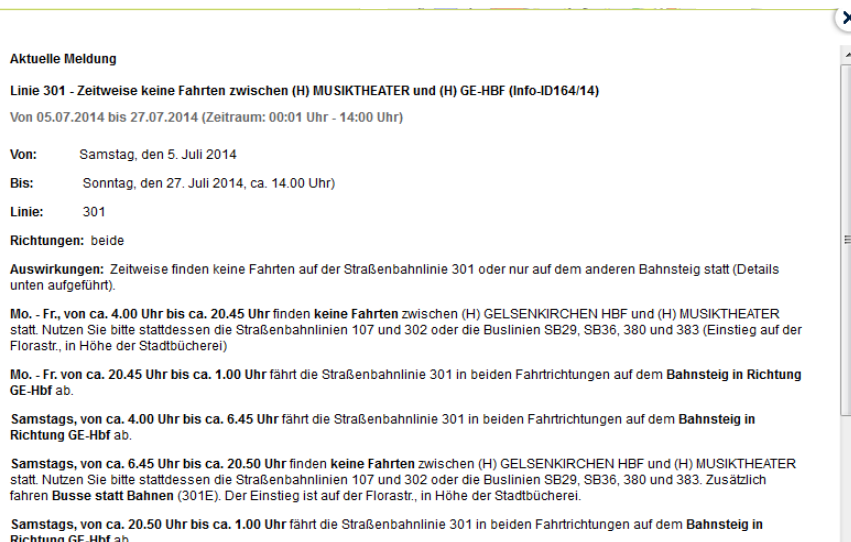 Aktuelle Meldung
Linie 301 - Zeitweise keine Fahrten zwischen (H) MUSIKTHEATER und (H) GE-HBF (Info-ID164/14)
Von 05.07.2014 bis 27.07.2014 (Zeitraum: 00:01 Uhr - 14:00 Uhr)
Von: Samstag, den 5. Juli 2014
Bis: Sonntag, den 27. Juli 2014, ca. 14.00 Uhr)
Linie: 301
Richtungen: beide
Auswirkungen: Zeitweise finden keine Fahrten auf der Straßenbahnlinie 301 oder nur auf dem anderen Bahnsteig statt (Details
unten aufgeführt).
Mo. - Fr., von ca. 4.00 Uhr bis ca. 20.45 Uhr finden keine Fahrten zwischen (H) GELSENKIRCHEN HBF und (H) MUSIKTHEATER
statt. Nutzen Sie bitte stattdessen die Straßenbahnlinien 107 und 302 oder die Buslinien SB29, SB36, 380 und 383 (Einstieg auf der
Florastr., in Höhe der Stadtbücherei)
Mo. - Fr. von ca. 20.45 Uhr bis ca. 1.00 Uhr fährt die Straßenbahnlinie 301 in beiden Fahrtrichtungen auf dem Bahnsteig in Richtung
GE-Hbf ab.
Samstags, von ca. 4.00 Uhr bis ca. 6.45 Uhr fährt die Straßenbahnlinie 301 in beiden Fahrtrichtungen auf dem Bahnsteig in
Richtung GE-Hbf ab.
Samstags, von ca. 6.45 Uhr bis ca. 20.50 Uhr finden keine Fahrten zwischen (H) GELSENKIRCHEN HBF und (H) MUSIKTHEATER
statt. Nutzen Sie bitte stattdessen die Straßenbahnlinien 107 und 302 oder die Buslinien SB29, SB36, 380 und 383. Zusätzlich
fahren Busse statt Bahnen (301E). Der Einstieg ist auf der Florastr., in Höhe der Stadtbücherei.
Samstags, von ca. 20.50 Uhr bis ca. 1.00 Uhr fährt die Straßenbahnlinie 301 in beiden Fahrtrichtungen auf dem Bahnsteig in
Richtung GE-Hbf ab.